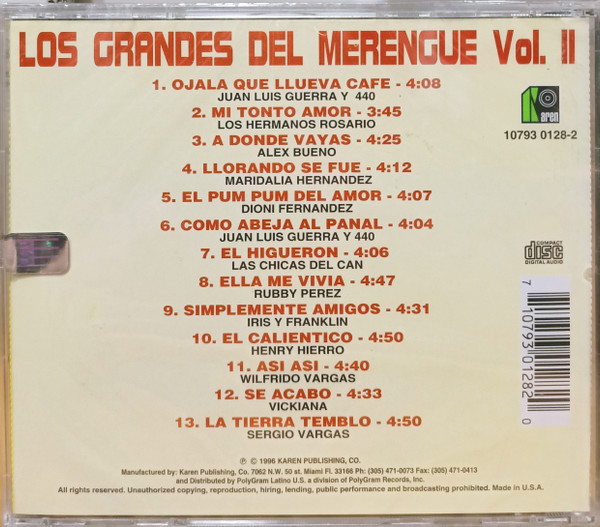 LOS GRANDES DEL MERENGUE Vol. II
1. OJALA QUE LLUEVA CAFE - 4:08
JUAN LUIS GUERRA Y 440
2. MI TONTO AMOR - 3:45
LOS HERMANOS ROSARIO
3. A DONDE VAYAS - 4:25
ALEX BUENO
4. LLORANDO SE FUE - 4:12
MARIDALIA HERNANDEZ
5. EL PUM PUM DEL AMOR - 4:07
DIONI FERNANDEZ
6. COMO ABEJA AL PANAL - 4:04
JUAN LUIS GUERRA Y 440
7. EL HIGUERON - 4:06
LAS CHICAS DEL CAN
8. ELLA ME VIVIA - 4:47
RUBBY PEREZ
9. SIMPLEMENTE AMIGOS - 4:31
IRIS Y FRANKLIN
10. EL CALIENTICO - 4:50
HENRY HIERRO
11. ASI ASI - 4:40
WILFRIDO VARGAS
12. SE ACABO - 4:33
VICKIANA
13. LA TIERRA TEMBLO - 4:50
SERGIO VARGAS
Karen
10793 0128-2
COMPACT
disc
DIGITAL AUDIO
7 10793 01282 0
℗ © 1996 KAREN PUBLISHING, CO.
Manufactured by: Karen Publishing, Co. 7062 N.W. 50 st. Miami Fl. 33166 Ph: (305) 471-0073 Fax: (305) 471-0413
and Distributed by PolyGram Latino U.S. a division of PolyGram Records, Inc.
All rights reserved. Unauthorized copying, reproduction, hiring, lending, public performance and broadcasting prohibited. Made in U.S.A.